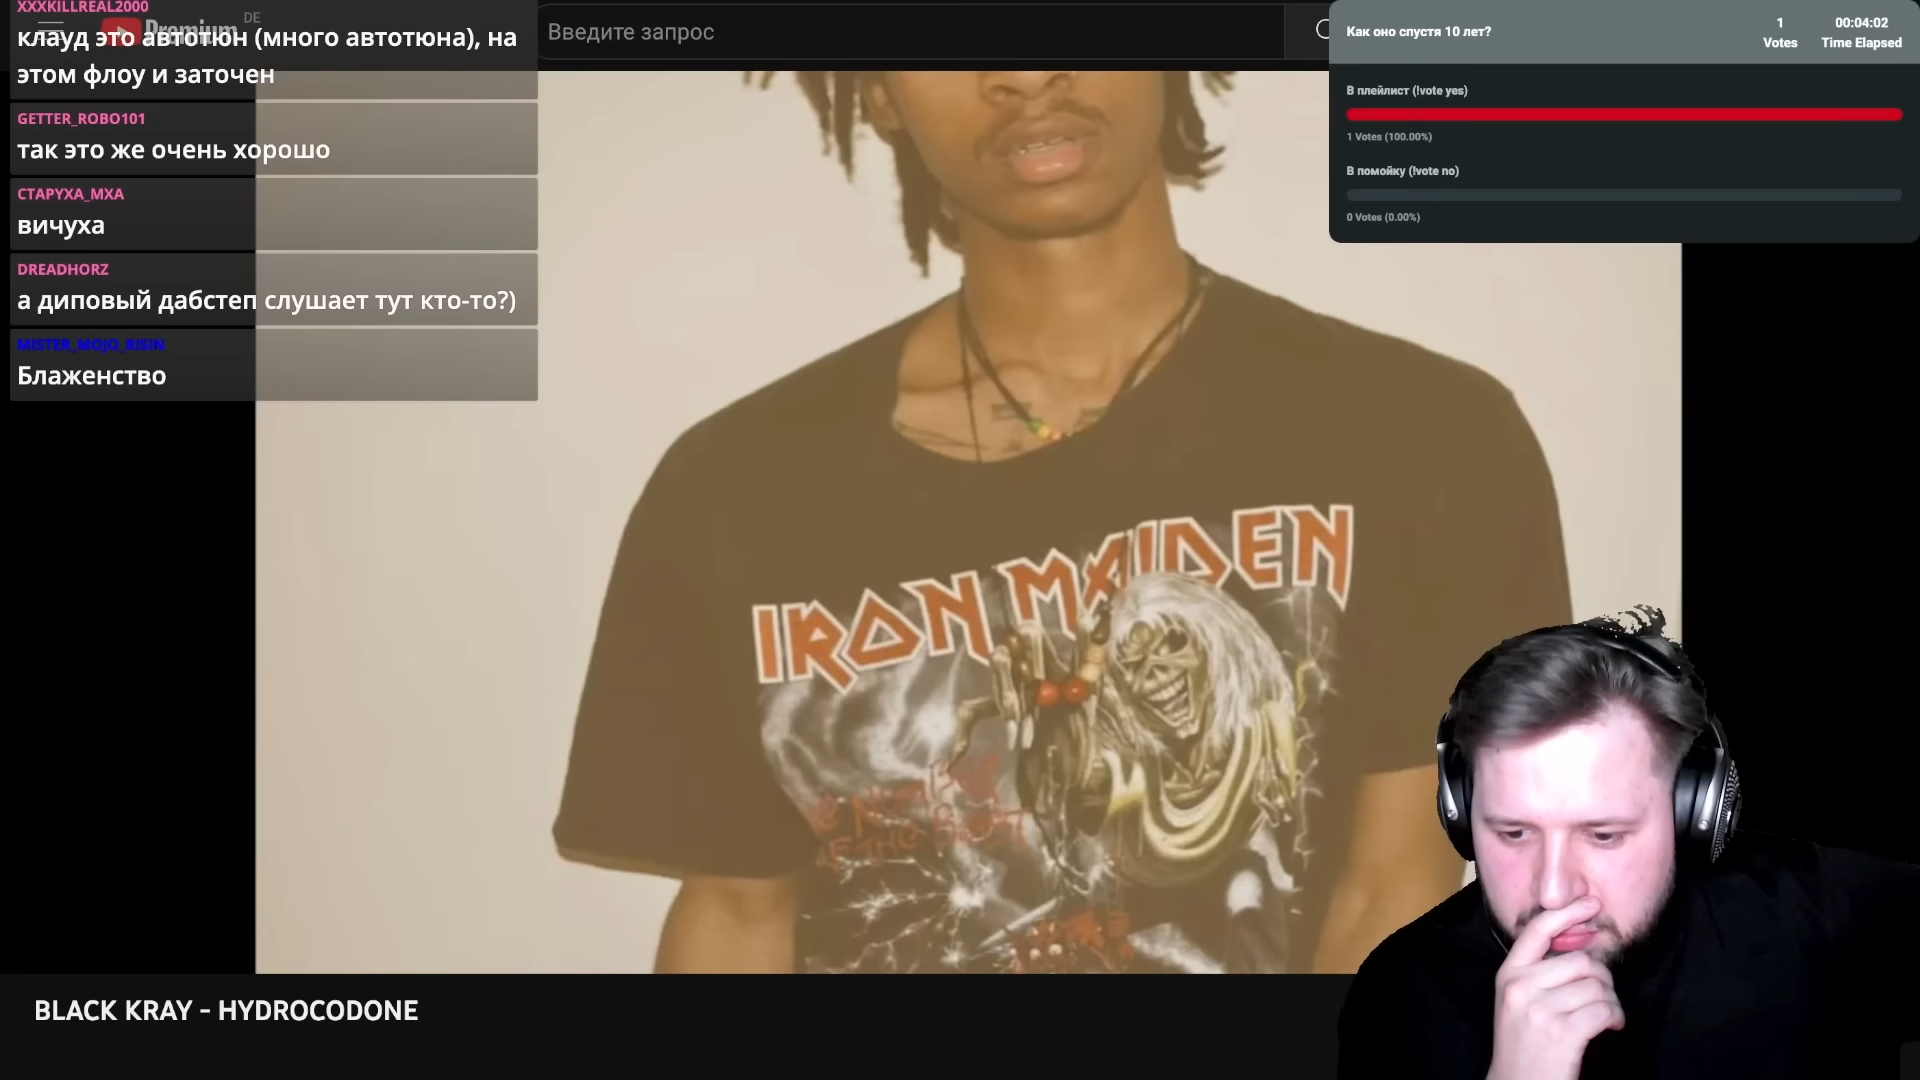 XXXKILLREAL2000
клауд это автотюн (много автотюна), на
этом флоу и заточен
GETTER_ROBO101
так это же очень хорошо
СТАРУХА_МХА
вичуха
DREADHORZ
а диповый дабстеп слушает тут кто-то?)
MISTER_MOJO_RISIN
Блаженство
Premium
DE
Введите запрос
Как оно спустя 10 лет?
1
Votes
00:04:02
Time Elapsed
В плейлист (!vote yes)
1 Votes (100.00%)
В помойку (!vote no)
0 Votes (0.00%)
IRON MAIDEN
BLACK KRAY - HYDROCODONE